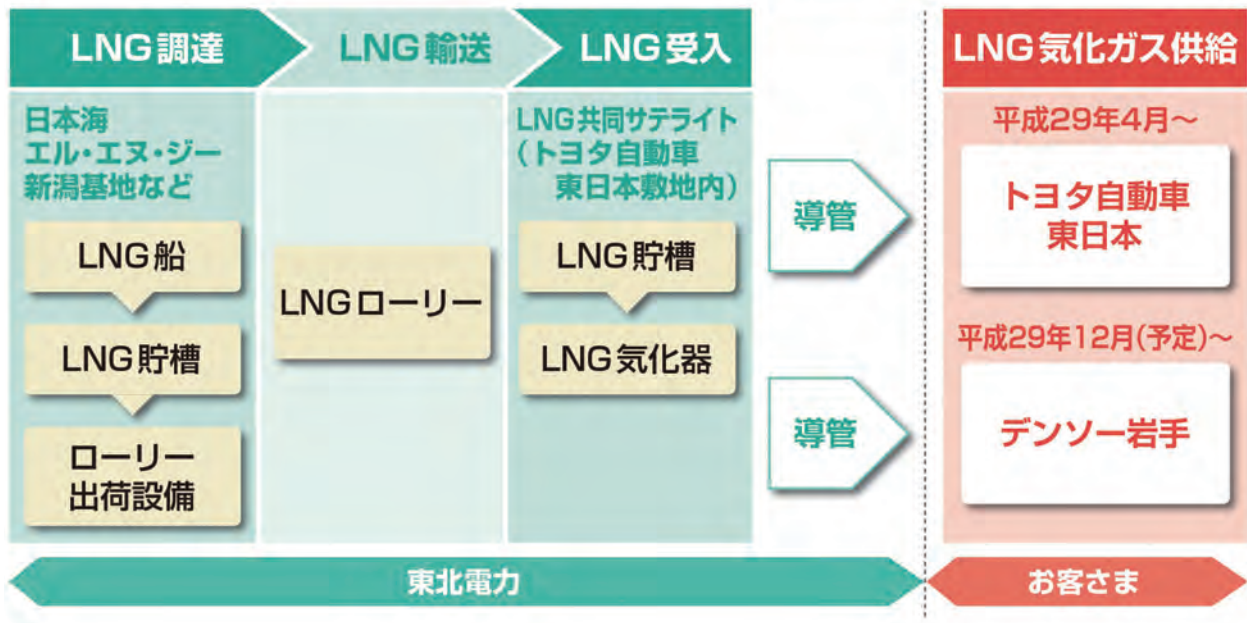 LNG調達
LNG輸送
LNG受入
LNG気化ガス供給
日本海
エル・エヌ・ジー
新潟基地など
LNG船
LNG貯槽
ローリー
出荷設備
LNGローリー
LNG共同サテライト
(トヨタ自動車
東日本敷地内)
LNG貯槽
LNG気化器
導管
導管
平成29年4月～
トヨタ自動車
東日本
平成29年12月(予定)～
デンソー岩手
東北電力
お客さま